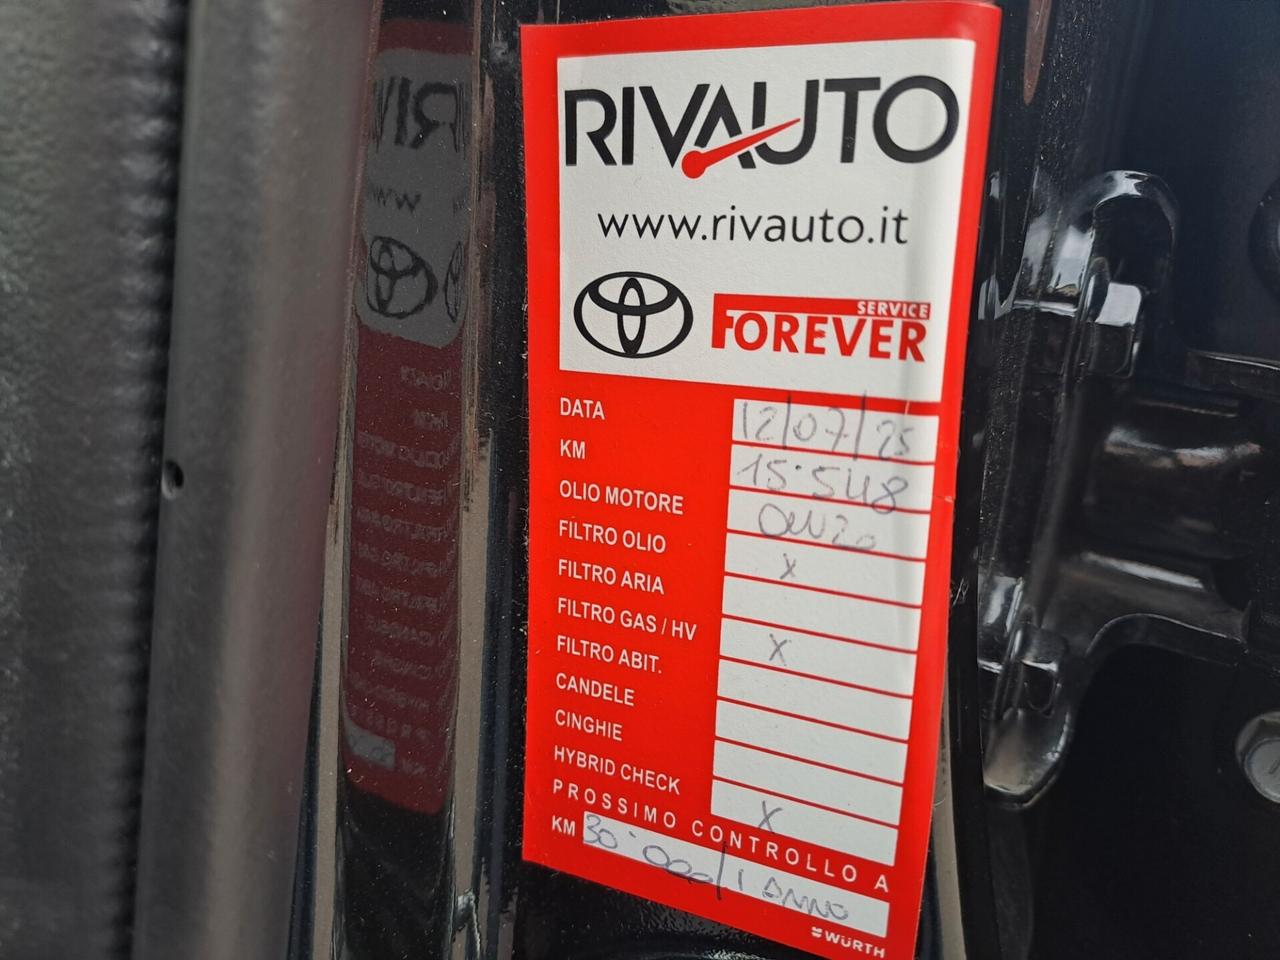 RIVAUTO
www.rivauto.it
SERVICE
FOREVER
DATA 12/07/25
KM 15·548
OLIO MOTORE 0W20
FILTRO OLIO X
FILTRO ARIA
FILTRO GAS / HV X
FILTRO ABIT.
CANDELE
CINGHIE
HYBRID CHECK X
PROSSIMO CONTROLLO A
KM 30·000/1 ANNO
WÜRTH